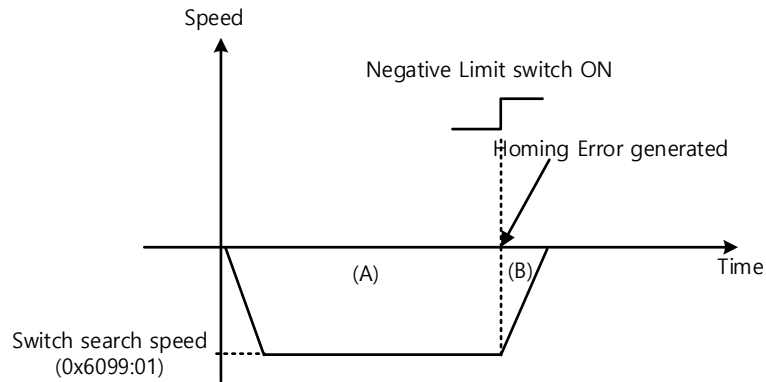 Speed
Negative Limit switch ON
Homing Error generated
(A)
(B)
Time
Switch search speed
(0x6099:01)